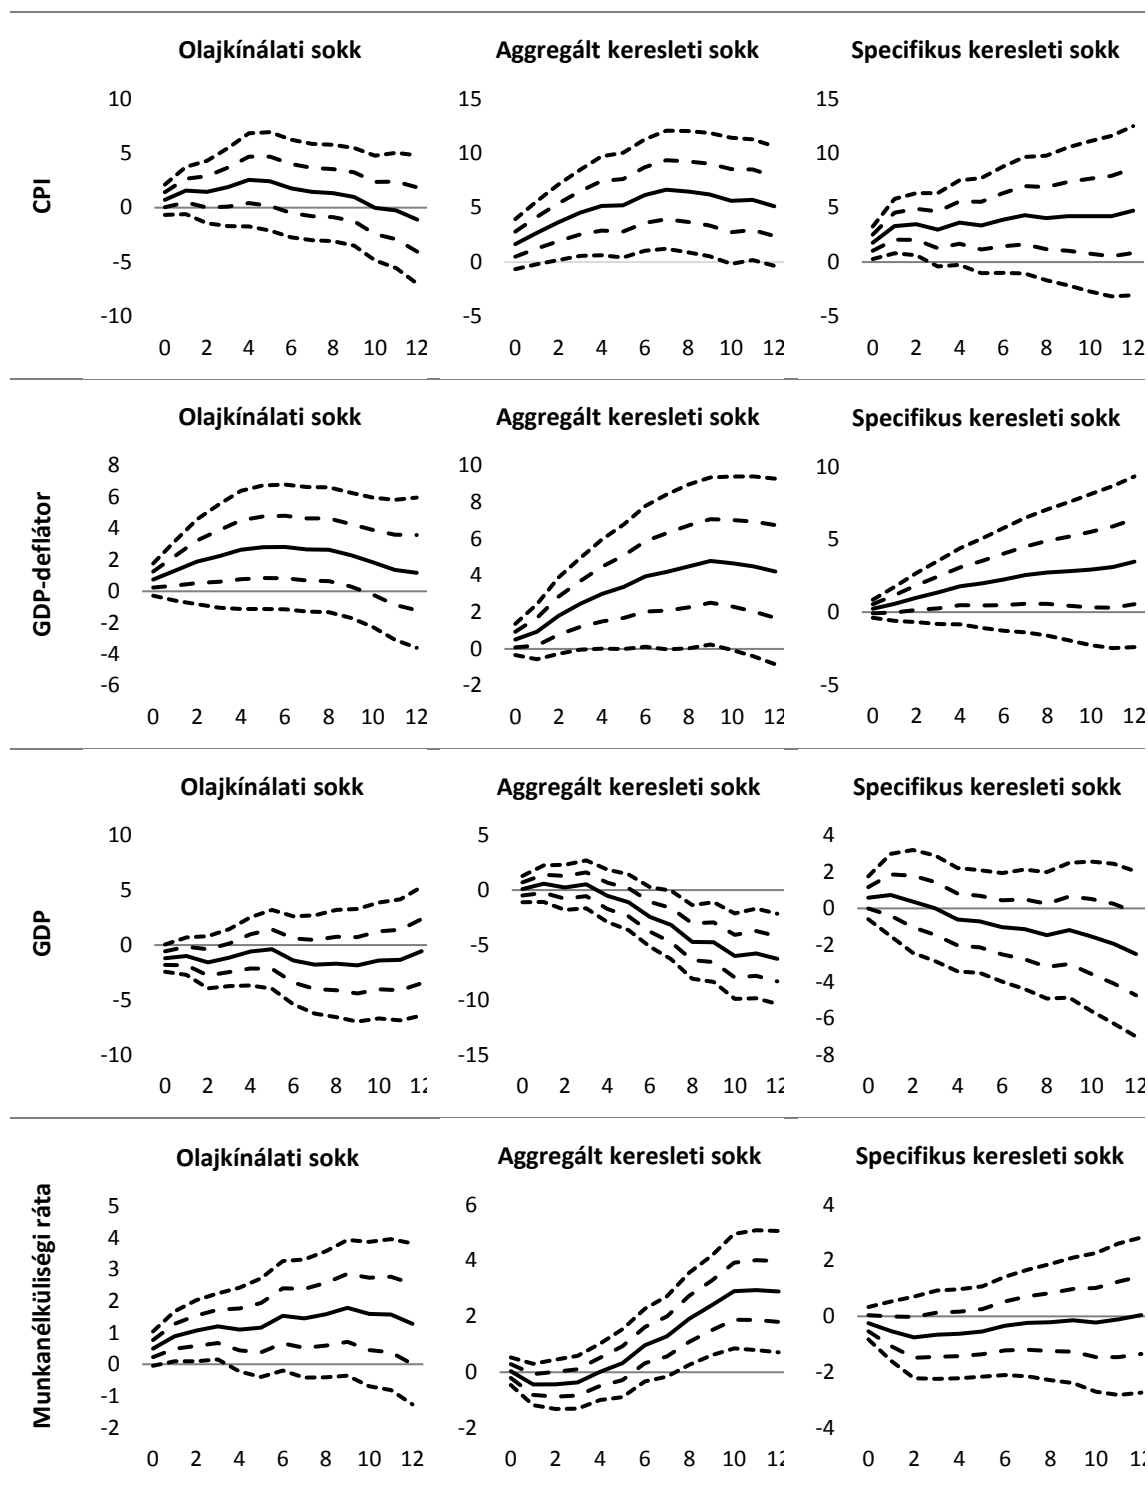 Olajkínálati sokk Aggregált keresleti sokk Specifikus keresleti sokk
CPI
10 5 0 -5 -10
0 2 4 6 8 10 12
15 10 5 0 -5
0 2 4 6 8 10 12
15 10 5 0 -5
0 2 4 6 8 10 12
Olajkínálati sokk Aggregált keresleti sokk Specifikus keresleti sokk
GDP-deflátor
8 6 4 2 0 -2 -4 -6
0 2 4 6 8 10 12
10 8 6 4 2 0 -2
0 2 4 6 8 10 12
10 5 0 -5
0 2 4 6 8 10 12
Olajkínálati sokk Aggregált keresleti sokk Specifikus keresleti sokk
GDP
10 5 0 -5 -10
0 2 4 6 8 10 12
5 0 -5 -10 -15
0 2 4 6 8 10 12
4 2 0 -2 -4 -6 -8
0 2 4 6 8 10 12
Olajkínálati sokk Aggregált keresleti sokk Specifikus keresleti sokk
Munkanélküliségi ráta
5 4 3 2 1 0 -1 -2
0 2 4 6 8 10 12
6 4 2 0 -2
0 2 4 6 8 10 12
4 2 0 -2 -4
0 2 4 6 8 10 12